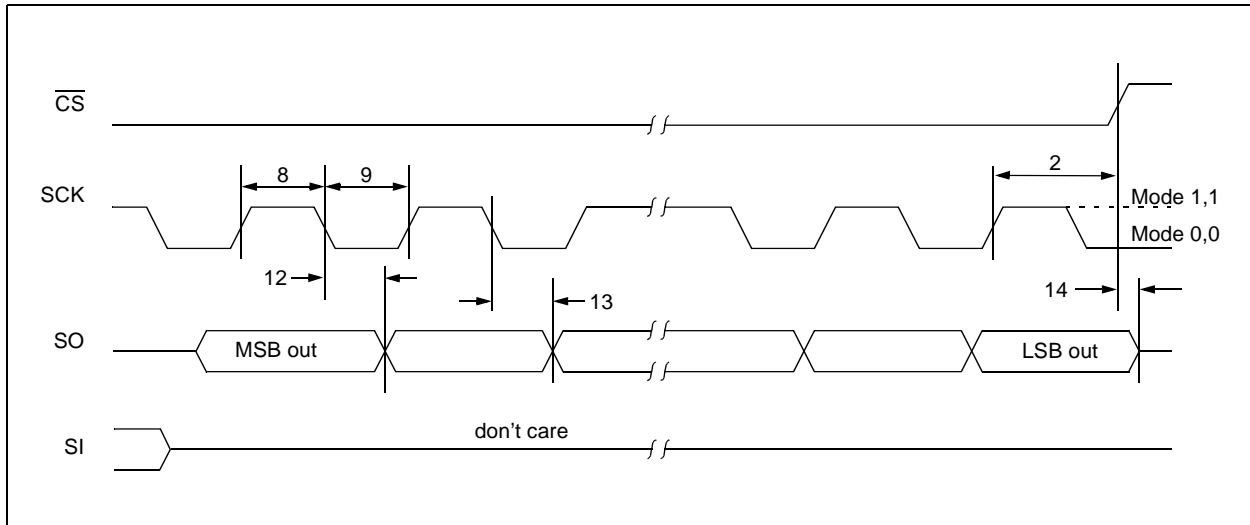 CS
2
8
9
SCK
Mode 1,1
Mode 0,0
12
13
14
SO
MSB out
LSB out
don't care
SI